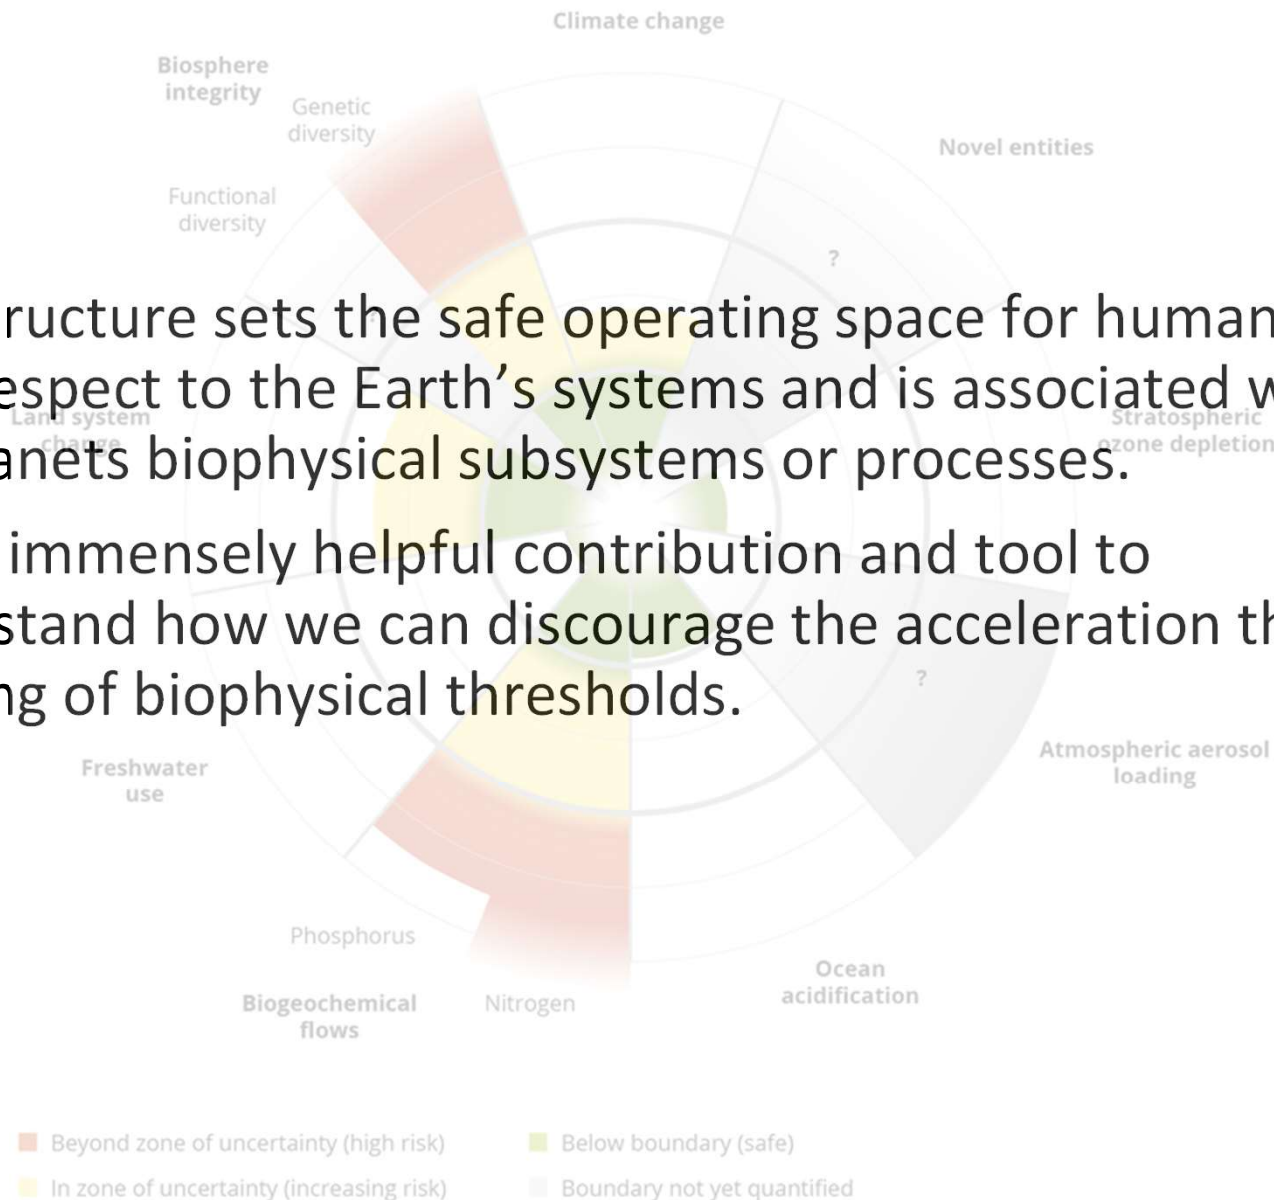 Climate change
Biosphere
integrity
Genetic
diversity
Novel entities
Functional
diversity
?
ructure sets the safe operating space for human
espect to the Earth's systems and is associated w
Land system
change
Stratospheric
ozone depletion
anets biophysical subsystems or processes.
immensely helpful contribution and tool to
stand how we can discourage the acceleration th
ng of biophysical thresholds.
?
Freshwater
use
Atmospheric aerosol
loading
Phosphorus
Biogeochemical
flows
Nitrogen
Ocean
acidification
Beyond zone of uncertainty (high risk)
Below boundary (safe)
In zone of uncertainty (increasing risk)
Boundary not yet quantified